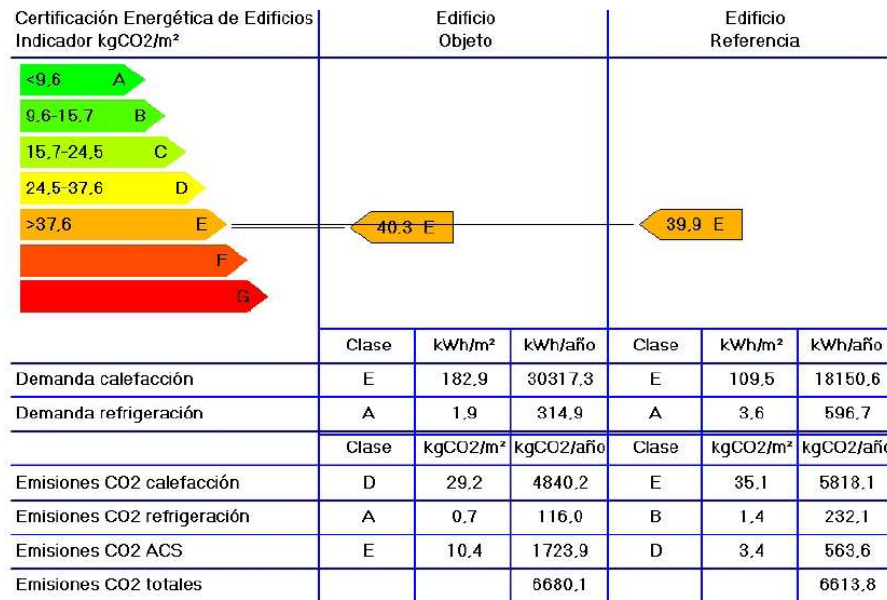 Certificación Energética de Edificios
Indicador kgCO2/m²
Edificio
Objeto
Edificio
Referencia
<9,6 A
9,6-15,7 B
15,7-24,5 C
24,5-37,6 D
>37,6 E
F
G
40.3 E
39,9 E
Clase kWh/m² kWh/año Clase kWh/m² kWh/año
Demanda calefacción E 182,9 30317,3 E 109,5 18150,6
Demanda refrigeración A 1,9 314,9 A 3,6 596,7
Clase kgCO2/m² kgCO2/año Clase kgCO2/m² kgCO2/año
Emisiones CO2 calefacción D 29,2 4840,2 E 35,1 5818,1
Emisiones CO2 refrigeración A 0,7 116,0 B 1,4 232,1
Emisiones CO2 ACS E 10,4 1723,9 D 3,4 563,6
Emisiones CO2 totales 6680,1 6613,8